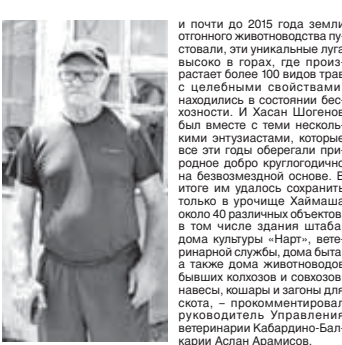 и почти до 2015 года земли
отгонного животноводства пу-
стовали, эти уникальные луга
высоко в горах, где произ-
растает более 100 видов трав
с целебными свойствами,
находились в состоянии бес-
хозности. И Хасан Шогенов
был вместе с теми несколь-
кими энтузиастами, которые
все эти годы оберегали при-
родное добро круглогодично
на безвозмездной основе. В
итоге им удалось сохранить
только в урочище Хаймаша
около 40 различных объектов,
в том числе здания штаба,
дома культуры «Нарт», вете-
ринарной службы, дома быта,
а также дома животноводов
бывших колхозов и совхозов,
навесы, кошары и загоны для
скота, – прокомментировал
руководитель Управления
ветеринарии Кабардино-Бал-
карии Аслан Арамисов.